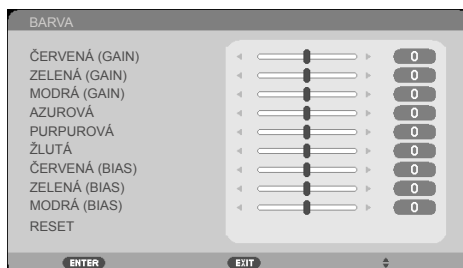 BARVA
ČERVENÁ (GAIN) 0
ZELENÁ (GAIN) 0
MODRÁ (GAIN) 0
AZUROVÁ 0
PURPUROVÁ 0
ŽLUTÁ 0
ČERVENÁ (BIAS) 0
ZELENÁ (BIAS) 0
MODRÁ (BIAS) 0
RESET
ENTER EXIT